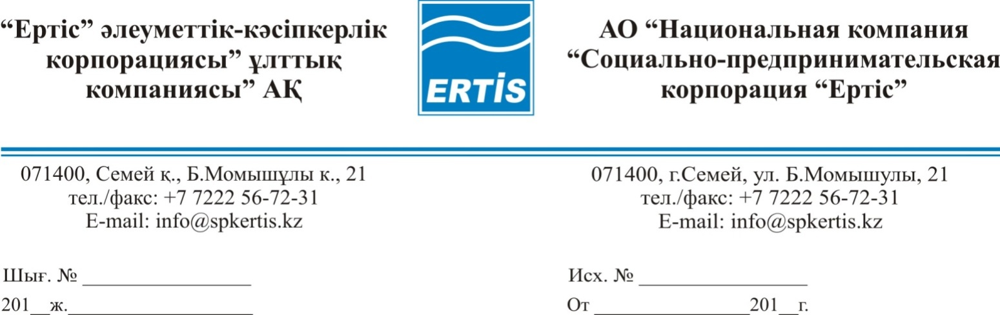 “Ертіс” әлеуметтік-кәсіпкерлік
корпорациясы” ұлттық
компаниясы” АҚ
ERTİS
АО “Национальная компания
“Социально-предпринимательская
корпорация “Ертіс”
071400, Семей қ., Б.Момышұлы к., 21
тел./факс: +7 7222 56-72-31
E-mail: info@spkertis.kz
071400, г.Семей, ул. Б.Момышулы, 21
тел./факс: +7 7222 56-72-31
E-mail: info@spkertis.kz
Шығ. № _________________
201__ж.___________________
Исх. № _________________
От ________________201__г.